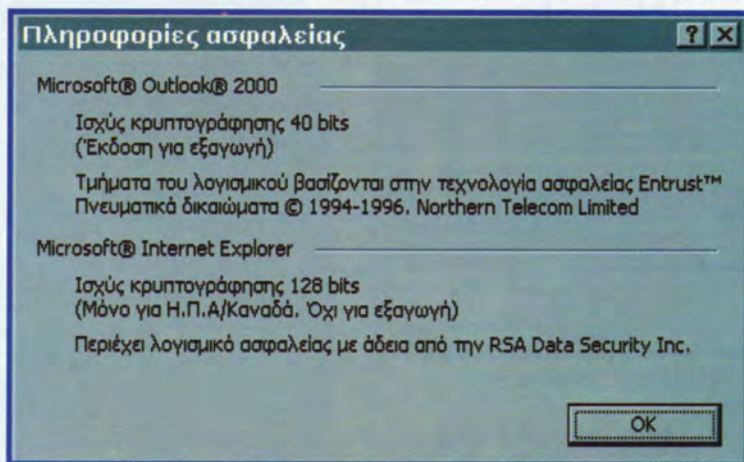 Πληροφορίες ασφαλείας
Microsoft® Outlook® 2000
Ισχύς κρυπτογράφησης 40 bits
(Έκδοση για εξαγωγή)
Τμήματα του λογισμικού βασίζονται στην τεχνολογία ασφαλείας Entrust™
Πνευματικά δικαιώματα © 1994-1996. Northern Telecom Limited
Microsoft® Internet Explorer
Ισχύς κρυπτογράφησης 128 bits
(Μόνο για Η.Π.Α/Καναδά. Όχι για εξαγωγή)
Περιέχει λογισμικό ασφαλείας με άδεια από την RSA Data Security Inc.
OK